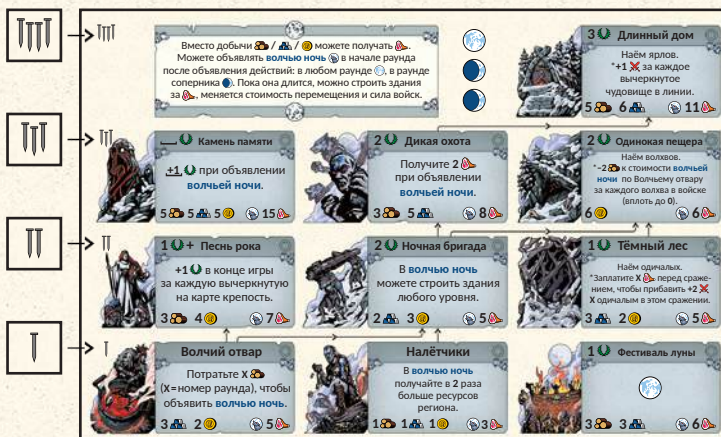 Вместо добычи / / можете получать .
Можете объявлять волчью ночь в начале раунда
после объявления действий: в любом раунде , в раунде
соперника . Пока она длится, можно строить здания
за , меняется стоимость перемещения и сила войск.
3 Длинный дом
Наём ярлов.
*+1 за каждое
вычеркнутое
чудовище в линии.
5 6 11
Камень памяти
+1 при объявлении
волчьей ночи.
5 5 5 15
2 Дикая охота
Получите 2
при объявлении
волчьей ночи.
3 5 8
2 Одинокая пещера
Наём волхвов.
*-2 к стоимости волчьей
ночи по Волчьему отвару
за каждого волхва в войске
(вплоть до 0).
6 6
1 + Песнь рока
+1 в конце игры
за каждую вычеркнутую
на карте крепость.
3 4 7
2 Ночная бригада
В волчью ночь
можете строить здания
любого уровня.
2 3 5
1 Тёмный лес
Наём одичалых.
*Заплатите X перед сраже-
нием, чтобы прибавить +2
X одичалым в этом сражении.
3 2 5
Волчий отвар
Потратьте X
(X=номер раунда), чтобы
объявить волчью ночь.
3 2 5
Налётчики
В волчью ночь
получайте в 2 раза
больше ресурсов
региона.
1 1 1 3
1 Фестиваль луны
3 3 6